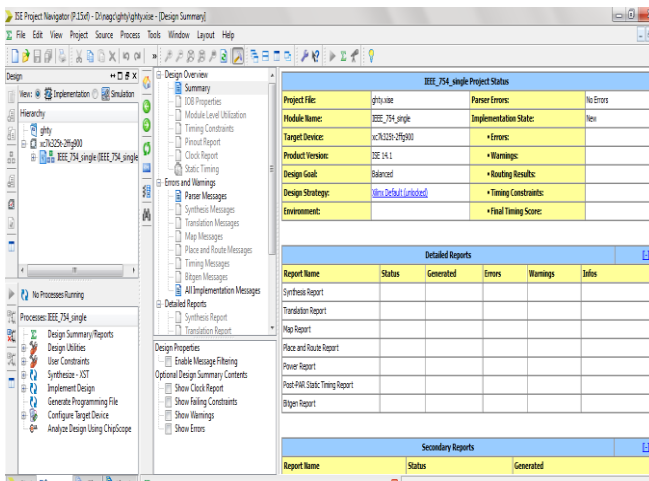 ISE Project Navigator (P.15xf) - D:\nagc\ghty\ghty.xise - [Design Summary]
File Edit View Project Source Process Tools Window Layout Help
Design
View: Implementation Simulation
Hierarchy
ghty
xc7k325t-2ffg900
IEEE_754_single (IEEE_754_single
No Processes Running
Processes: IEEE_754_single
Design Summary/Reports
Design Utilities
User Constraints
Synthesize - XST
Implement Design
Generate Programming File
Configure Target Device
Analyze Design Using ChipScope
Design Overview
Summary
IOB Properties
Module Level Utilization
Timing Constraints
Pinout Report
Clock Report
Static Timing
Errors and Warnings
Parser Messages
Synthesis Messages
Translation Messages
Map Messages
Place and Route Messages
Timing Messages
Bitgen Messages
All Implementation Messages
Detailed Reports
Synthesis Report
Translation Report
Design Properties
Enable Message Filtering
Optional Design Summary Contents
Show Clock Report
Show Failing Constraints
Show Warnings
Show Errors
IEEE_754_single Project Status
Project File: ghty.xise Parser Errors: No Errors
Module Name: IEEE_754_single Implementation State: New
Target Device: xc7k325t-2ffg900 • Errors:
Product Version: ISE 14.1 • Warnings:
Design Goal: Balanced • Routing Results:
Design Strategy: Xilinx Default (unlocked) • Timing Constraints:
Environment: • Final Timing Score:
Detailed Reports [-]
Report Name Status Generated Errors Warnings Infos
Synthesis Report
Translation Report
Map Report
Place and Route Report
Power Report
Post-PAR Static Timing Report
Bitgen Report
Secondary Reports [-]
Report Name Status Generated